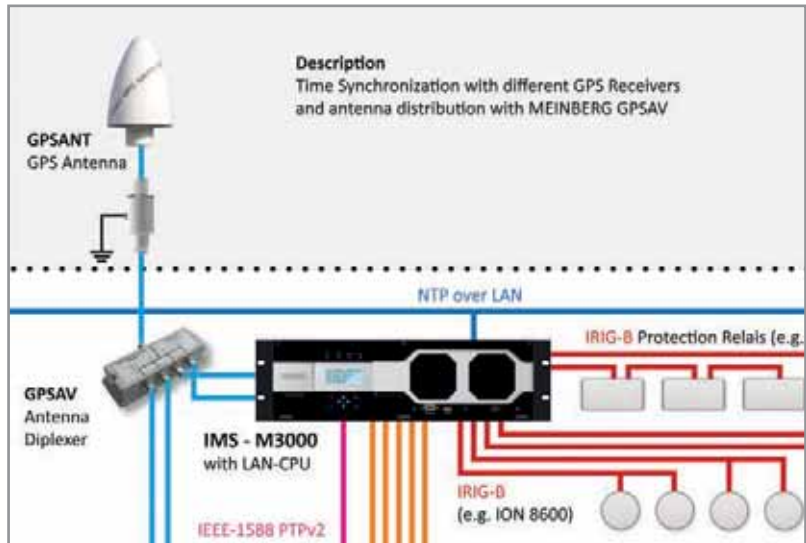 Description
Time Synchronization with different GPS Receivers
and antenna distribution with MEINBERG GPSAV
GPSANT
GPS Antenna
NTP over LAN
IRIG-B Protection Relais (e.g.
GPSAV
Antenna
Diplexer
IMS - M3000
with LAN-CPU
IRIG-B
(e.g. ION 8600)
IEEE-1588 PTPv2